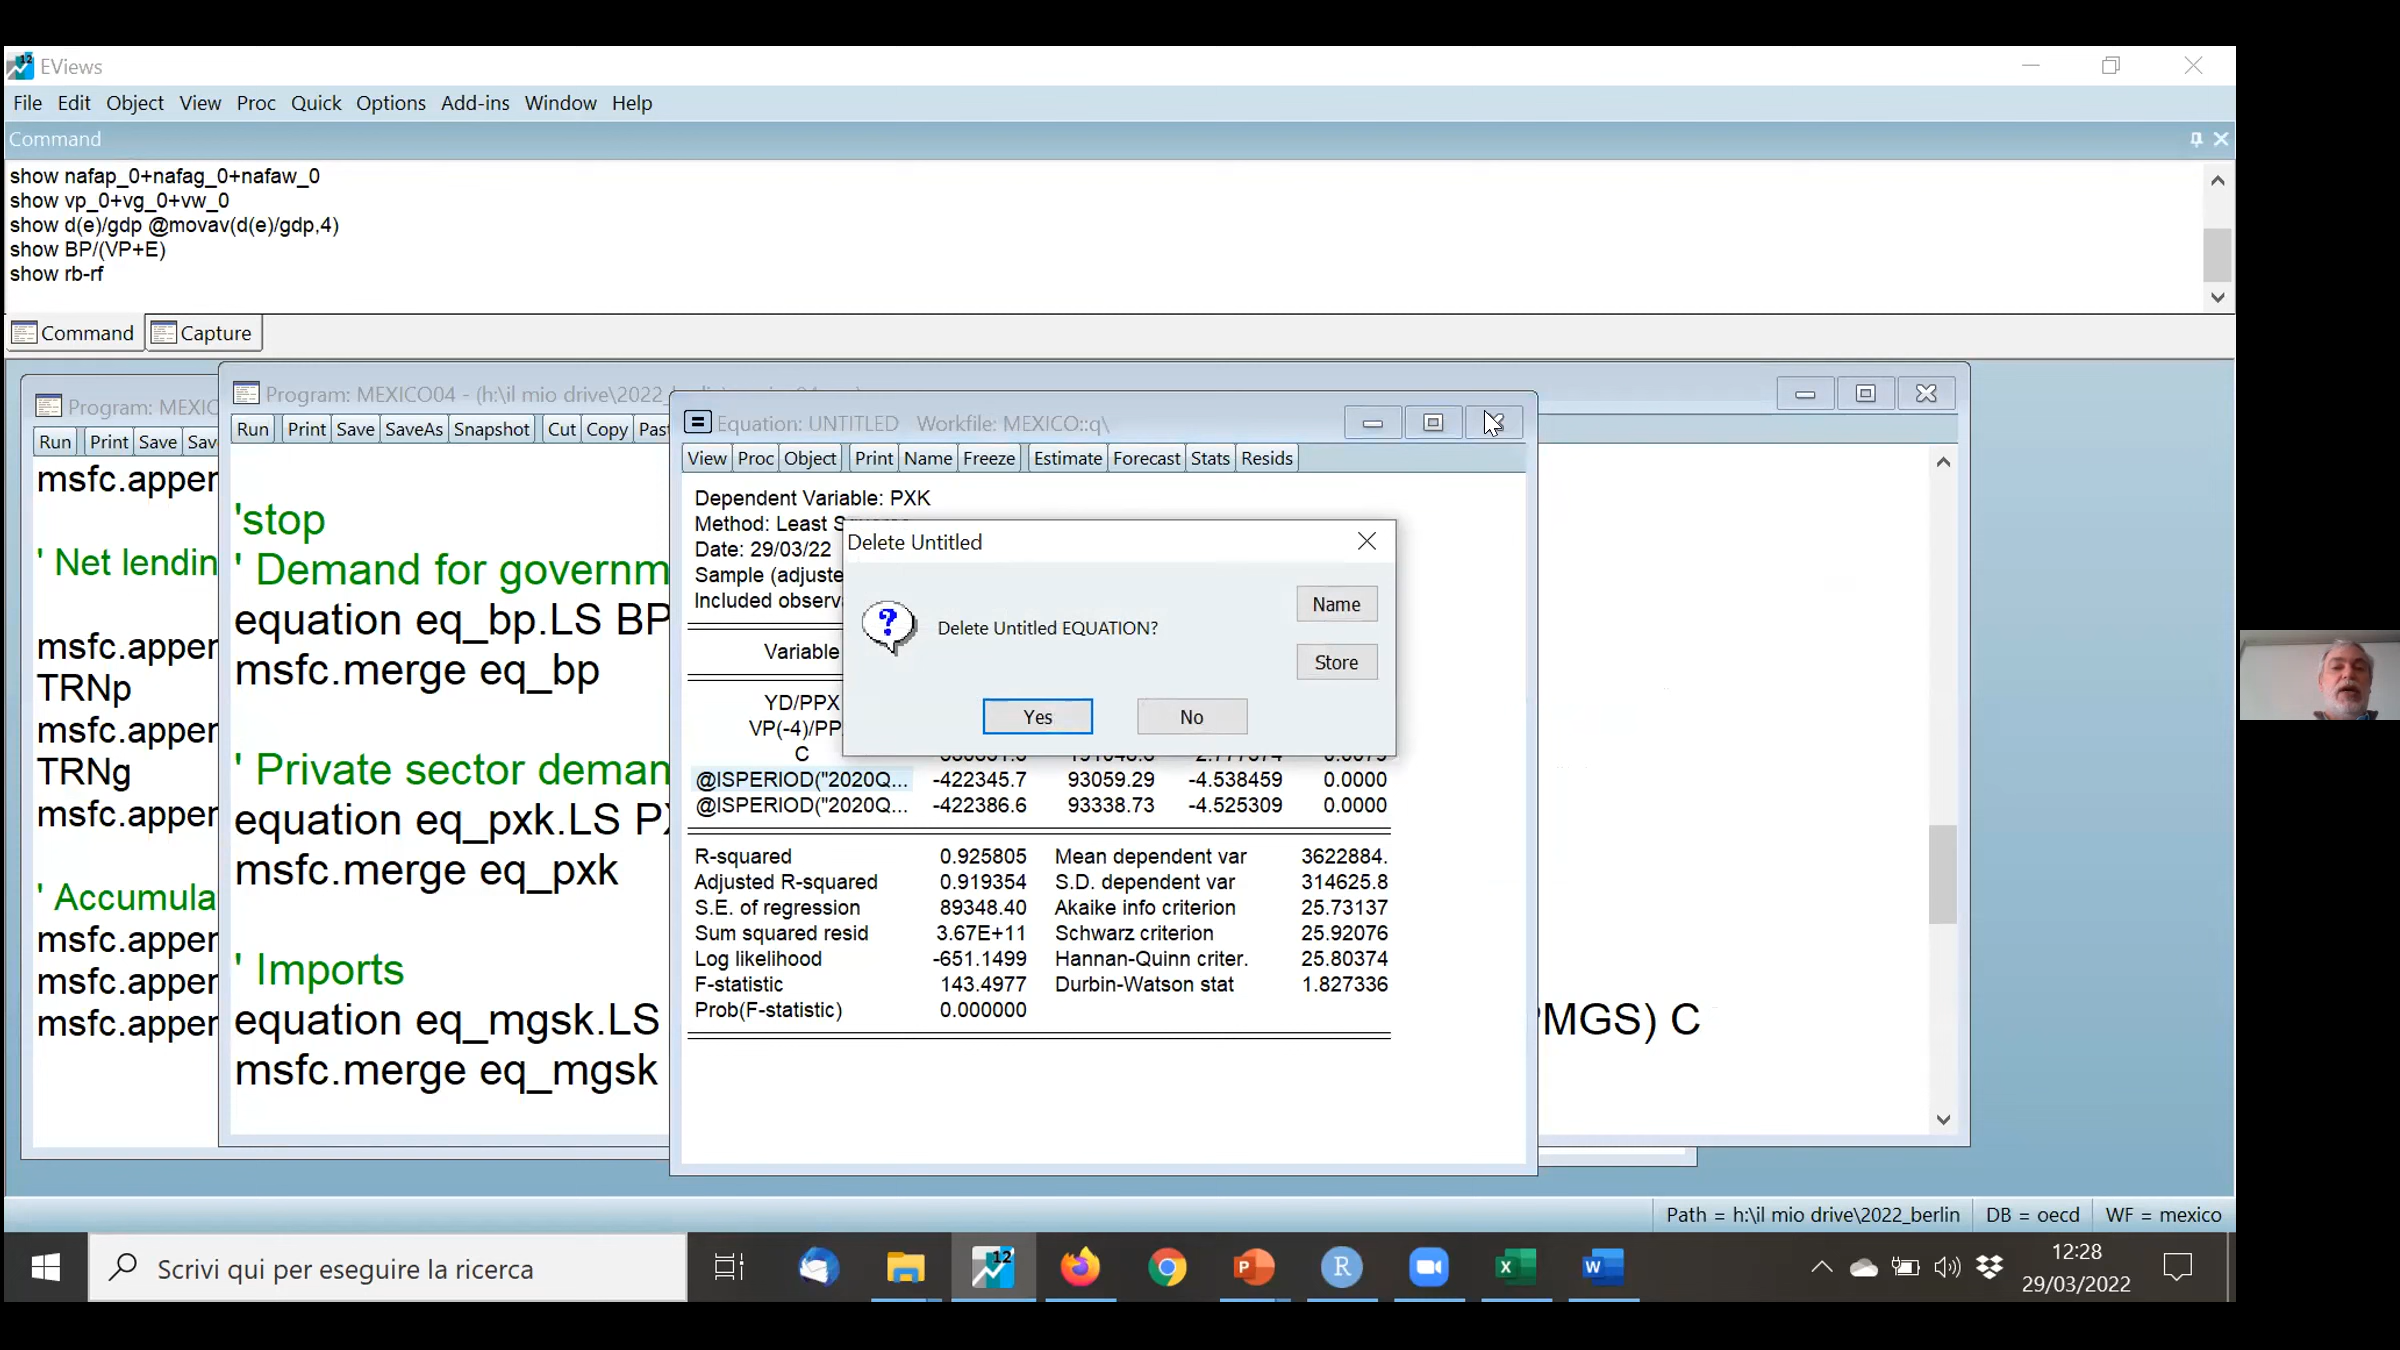 EViews
File Edit Object View Proc Quick Options Add-ins Window Help
Command
show nafap_0+nafag_0+nafaw_0
show vp_0+vg_0+vw_0
show d(e)/gdp @movav(d(e)/gdp,4)
show BP/(VP+E)
show rb-rf
Command Capture
Program: MEXIC
Run Print Save Sav
msfc.apper
' Net lendin
msfc.apper
TRNp
msfc.apper
TRNg
msfc.apper
' Accumula
msfc.apper
msfc.apper
msfc.apper
Program: MEXICO04 - (h:\il mio drive\2022_
Run Print Save SaveAs Snapshot Cut Copy Past
'stop
' Demand for governm
equation eq_bp.LS BP
msfc.merge eq_bp
' Private sector deman
equation eq_pxk.LS PX
msfc.merge eq_pxk
' Imports
equation eq_mgsk.LS
PMGS) C
msfc.merge eq_mgsk
Equation: UNTITLED Workfile: MEXICO::q\
View Proc Object Print Name Freeze Estimate Forecast Stats Resids
Dependent Variable: PXK
Method: Least Squares
Date: 29/03/22
Sample (adjuste
Included observa
Variable
YD/PPX
VP(-4)/PP
C
@ISPERIOD("2020Q... -422345.7 93059.29 -4.538459 0.0000
@ISPERIOD("2020Q... -422386.6 93338.73 -4.525309 0.0000
R-squared 0.925805 Mean dependent var 3622884.
Adjusted R-squared 0.919354 S.D. dependent var 314625.8
S.E. of regression 89348.40 Akaike info criterion 25.73137
Sum squared resid 3.67E+11 Schwarz criterion 25.92076
Log likelihood -651.1499 Hannan-Quinn criter. 25.80374
F-statistic 143.4977 Durbin-Watson stat 1.827336
Prob(F-statistic) 0.000000
Delete Untitled
Delete Untitled EQUATION?
Name
Store
Yes No
Path = h:\il mio drive\2022_berlin DB = oecd WF = mexico
Scrivi qui per eseguire la ricerca
12
12:28
29/03/2022